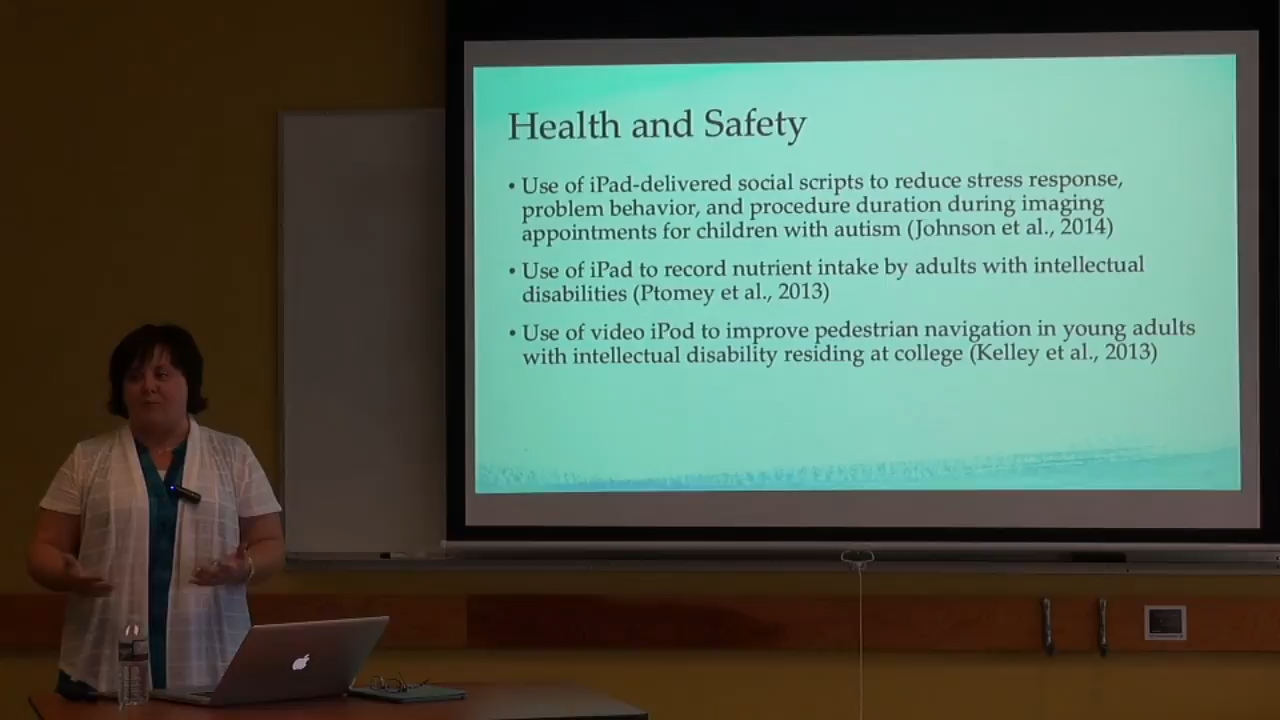 Health and Safety
• Use of iPad-delivered social scripts to reduce stress response,
problem behavior, and procedure duration during imaging
appointments for children with autism (Johnson et al., 2014)
• Use of iPad to record nutrient intake by adults with intellectual
disabilities (Ptomey et al., 2013)
• Use of video iPod to improve pedestrian navigation in young adults
with intellectual disability residing at college (Kelley et al., 2013)